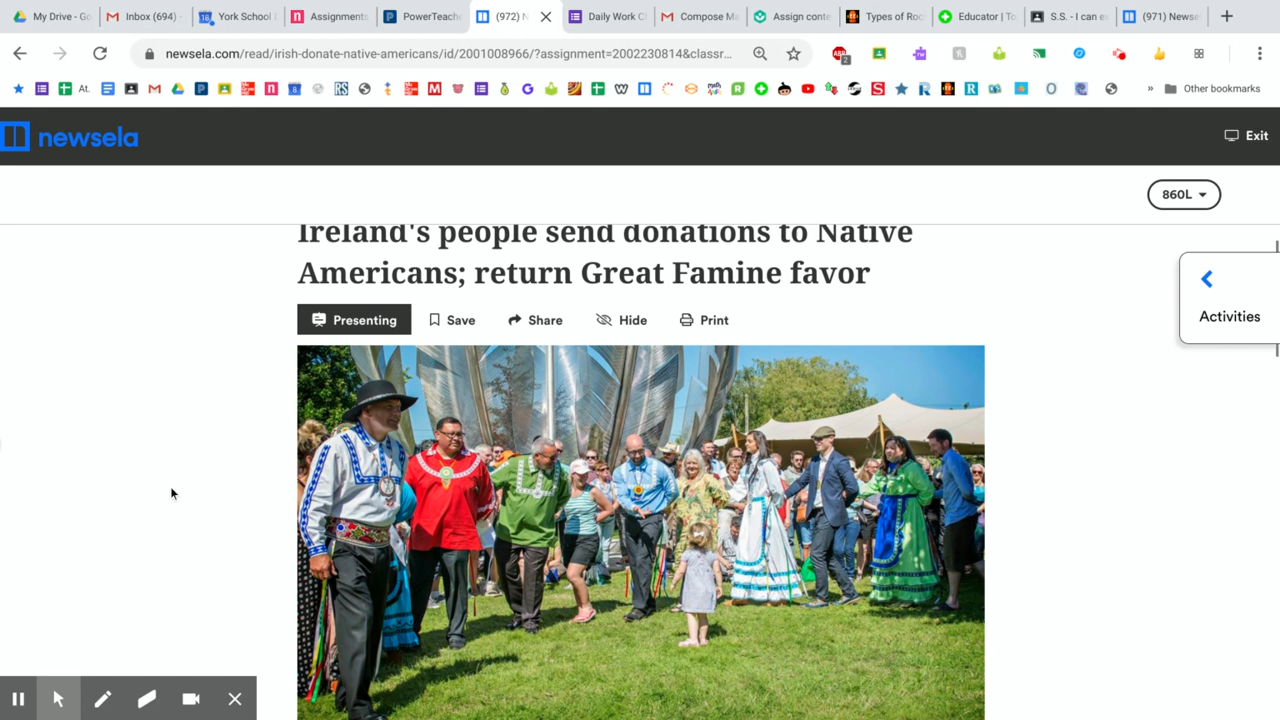 My Drive - Go
Inbox (694) -
York School
Assignments
PowerTeache
(972) N
Daily Work Cl
Compose Ma
Assign conte
Types of Roc
Educator | To
S.S. - I can e
(971) Newse
newsela.com/read/irish-donate-native-americans/id/2001008966/?assignment=2002230814&classr...
At.
Other bookmarks
newsela
Exit
860L
Ireland's people send donations to Native
Americans; return Great Famine favor
Presenting
Save
Share
Hide
Print
Activities